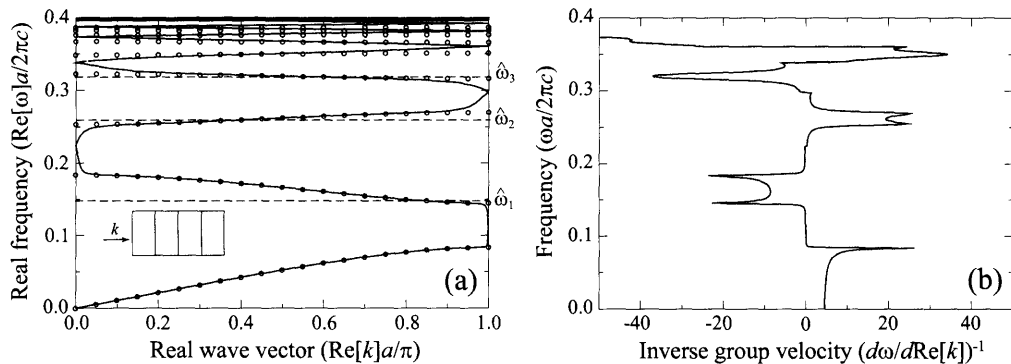 0.4
0.3
0.2
0.1
0.0
Real frequency (Re[ω]a/2πc)
ω̂3
ω̂2
ω̂1
k
(a)
0.0 0.2 0.4 0.6 0.8 1.0
Real wave vector (Re[k]a/π)
0.4
0.3
0.2
0.1
0.0
Frequency (ωa/2πc)
(b)
-40 -20 0 20 40
Inverse group velocity (dω/dRe[k])⁻¹